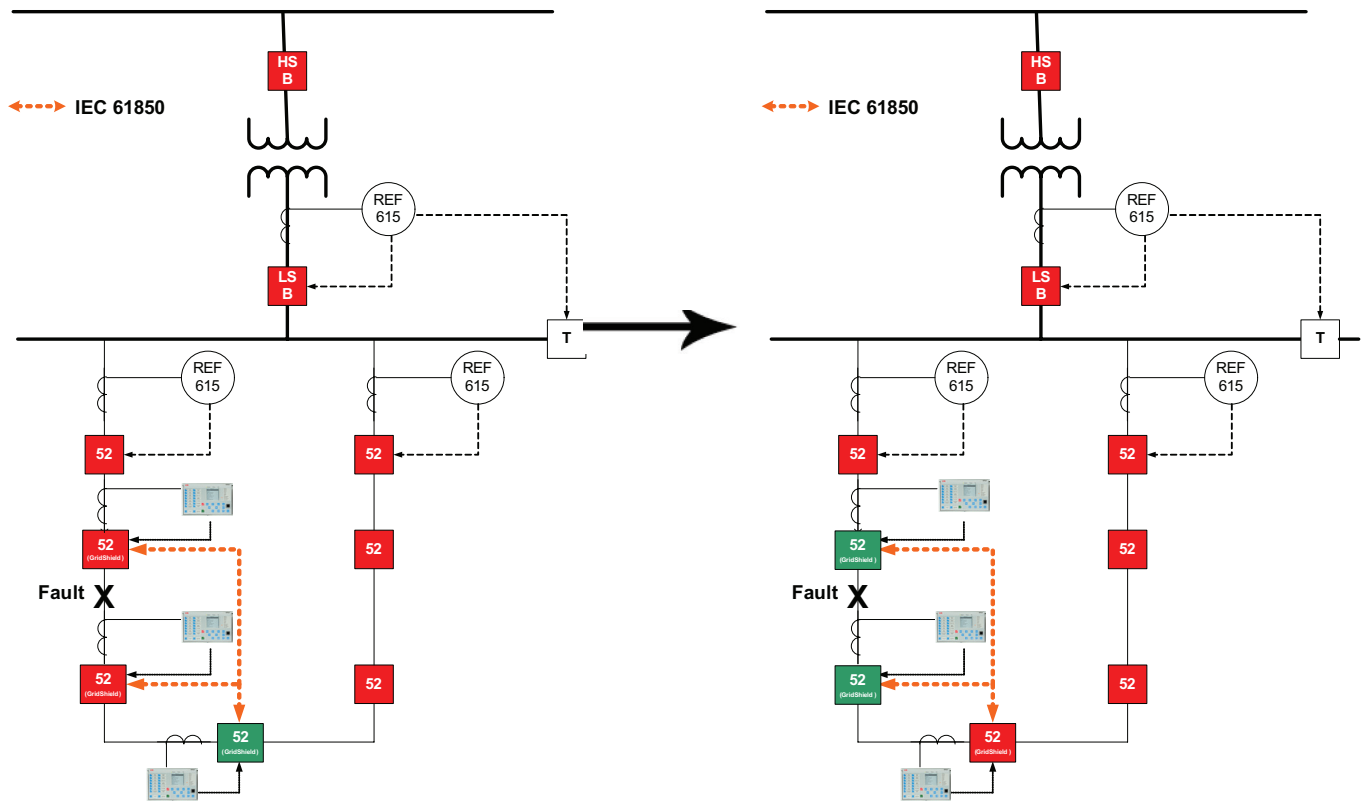 HS
B
IEC 61850
REF
615
LS
B
T
REF
615
REF
615
52
52
52
(GridShield)
52
Fault X
52
(GridShield)
52
52
(GridShield)
HS
B
IEC 61850
REF
615
LS
B
T
REF
615
REF
615
52
52
52
(GridShield)
52
Fault X
52
(GridShield)
52
52
(GridShield)